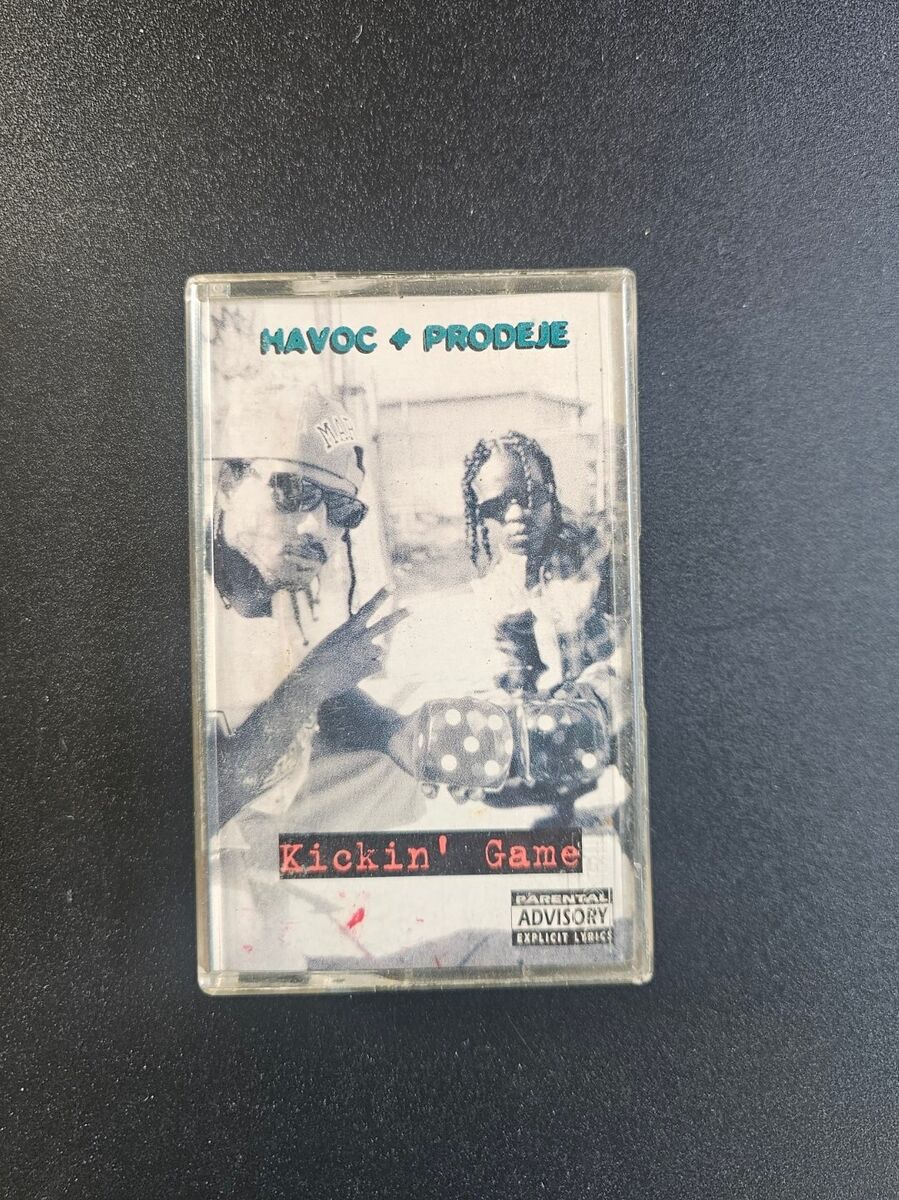 HAVOC + PRODEJE
Kickin' Game
PARENTAL
ADVISORY
EXPLICIT LYRICS